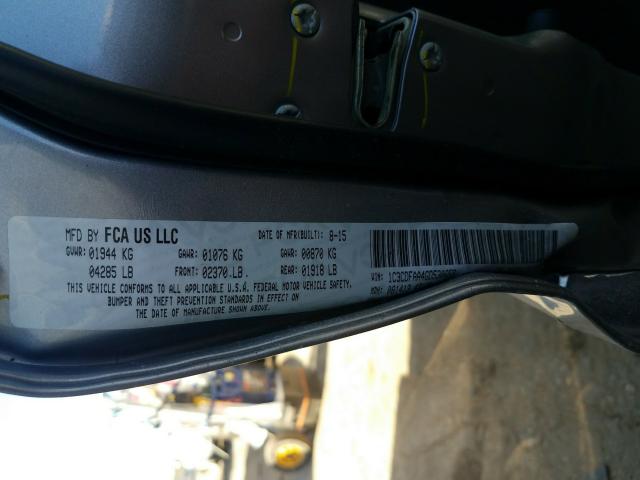 MFD BY FCA US LLC DATE OF MFR(BUILT): 8-15
GVWR: 01944 KG GAWR: 01076 KG GAWR: 00870 KG
04285 LB FRONT: 02370.LB REAR: 01918 LB
THIS VEHICLE CONFORMS TO ALL APPLICABLE U.S.A. FEDERAL MOTOR VEHICLE SAFETY,
BUMPER AND THEFT PREVENTION STANDARDS IN EFFECT ON
THE DATE OF MANUFACTURE SHOWN ABOVE.
VIN:
MDH: